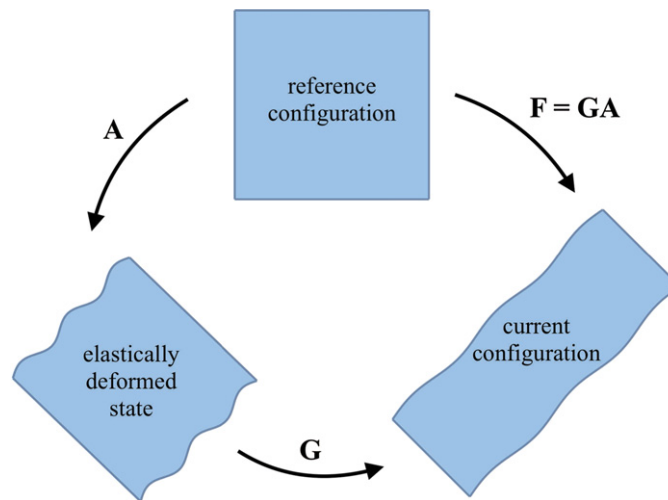 reference
configuration
A
F = GA
elastically
deformed
state
current
configuration
G